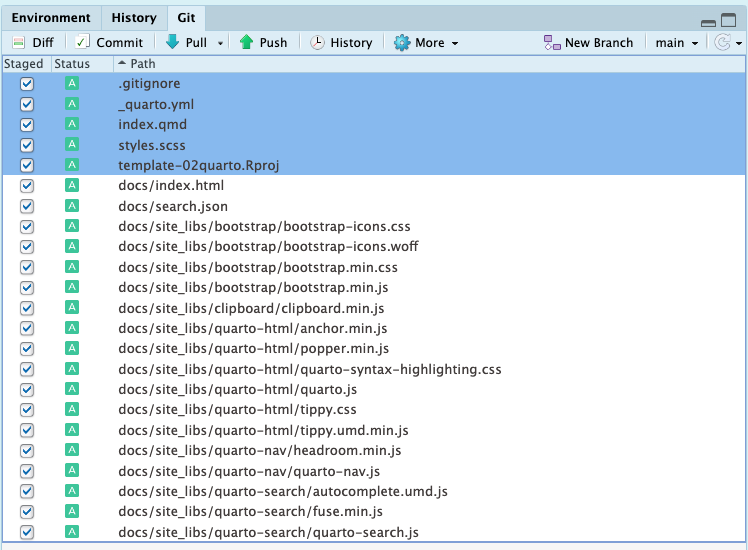 Environment History Git
Diff Commit Pull Push History More New Branch main
Staged Status Path
A .gitignore
A _quarto.yml
A index.qmd
A styles.scss
A template-02quarto.Rproj
A docs/index.html
A docs/search.json
A docs/site_libs/bootstrap/bootstrap-icons.css
A docs/site_libs/bootstrap/bootstrap-icons.woff
A docs/site_libs/bootstrap/bootstrap.min.css
A docs/site_libs/bootstrap/bootstrap.min.js
A docs/site_libs/clipboard/clipboard.min.js
A docs/site_libs/quarto-html/anchor.min.js
A docs/site_libs/quarto-html/popper.min.js
A docs/site_libs/quarto-html/quarto-syntax-highlighting.css
A docs/site_libs/quarto-html/quarto.js
A docs/site_libs/quarto-html/tippy.css
A docs/site_libs/quarto-html/tippy.umd.min.js
A docs/site_libs/quarto-nav/headroom.min.js
A docs/site_libs/quarto-nav/quarto-nav.js
A docs/site_libs/quarto-search/autocomplete.umd.js
A docs/site_libs/quarto-search/fuse.min.js
A docs/site_libs/quarto-search/quarto-search.js